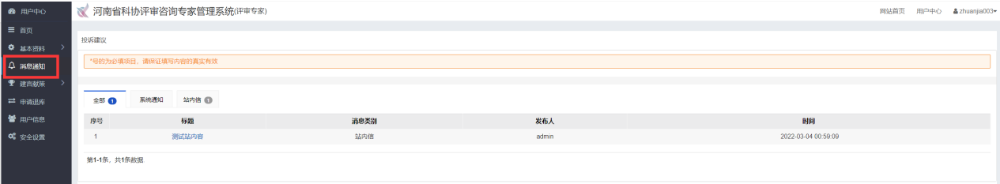 用户中心
河南省科协评审咨询专家管理系统(评审专家)
网站首页 用户中心 zhuanjia003
首页
基本资料
消息通知
建言献策
申请退库
用户信息
安全设置
投诉建议
*号的为必填项目，请保证填写内容的真实有效
全部 1 系统通知 站内信 1
序号 标题 消息类别 发布人 时间
1 测试站内容 站内信 admin 2022-03-04 00:59:09
第1-1条，共1条数据